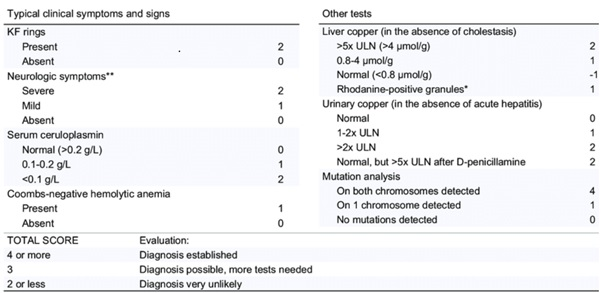 Typical clinical symptoms and signs
KF rings
Present 2
Absent 0
Neurologic symptoms**
Severe 2
Mild 1
Absent 0
Serum ceruloplasmin
Normal (>0.2 g/L) 0
0.1-0.2 g/L 1
<0.1 g/L 2
Coombs-negative hemolytic anemia
Present 1
Absent 0
Other tests
Liver copper (in the absence of cholestasis)
>5x ULN (>4 µmol/g) 2
0.8-4 µmol/g 1
Normal (<0.8 µmol/g) -1
Rhodanine-positive granules* 1
Urinary copper (in the absence of acute hepatitis)
Normal 0
1-2x ULN 1
>2x ULN 2
Normal, but >5x ULN after D-penicillamine 2
Mutation analysis
On both chromosomes detected 4
On 1 chromosome detected 1
No mutations detected 0
TOTAL SCORE Evaluation:
4 or more Diagnosis established
3 Diagnosis possible, more tests needed
2 or less Diagnosis very unlikely